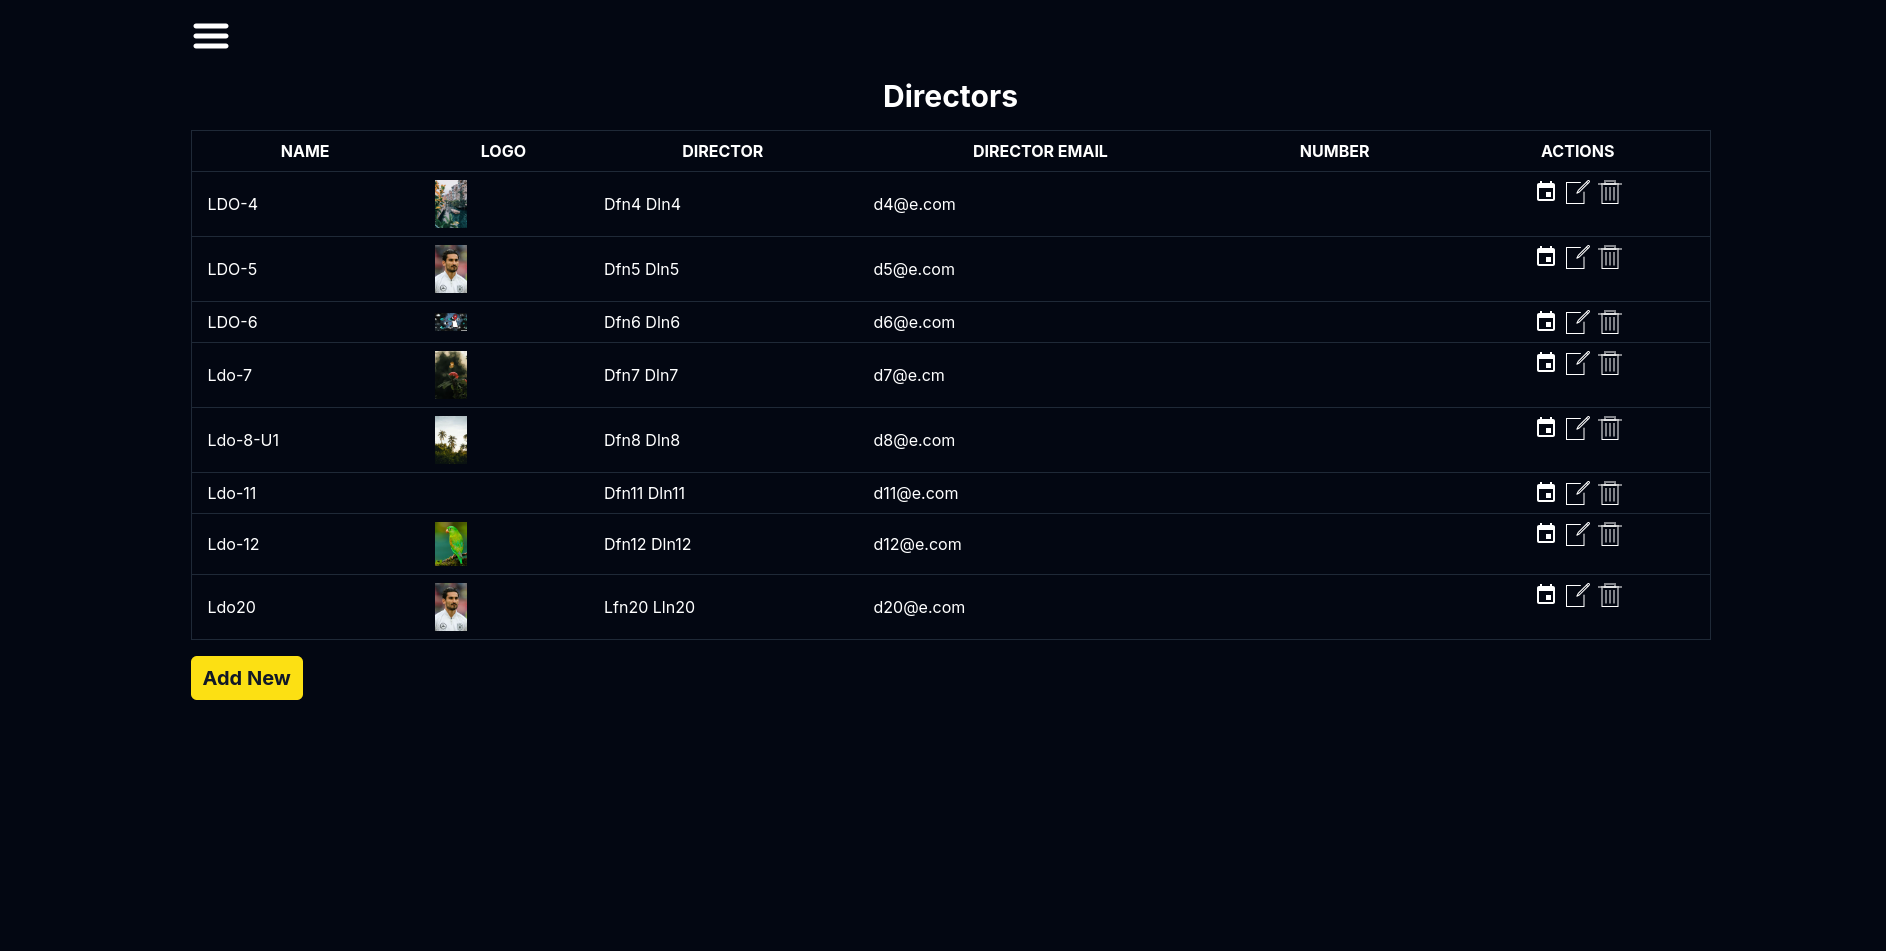 Directors
NAME LOGO DIRECTOR DIRECTOR EMAIL NUMBER ACTIONS
LDO-4 Dfn4 Dln4 d4@e.com
LDO-5 Dfn5 Dln5 d5@e.com
LDO-6 Dfn6 Dln6 d6@e.com
Ldo-7 Dfn7 Dln7 d7@e.cm
Ldo-8-U1 Dfn8 Dln8 d8@e.com
Ldo-11 Dfn11 Dln11 d11@e.com
Ldo-12 Dfn12 Dln12 d12@e.com
Ldo20 Lfn20 Lln20 d20@e.com
Add New